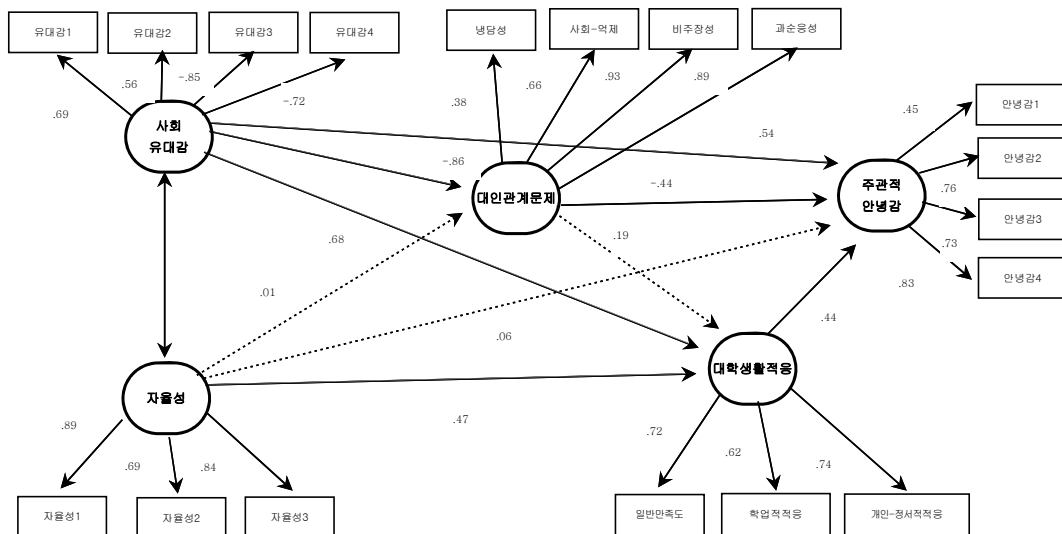 유대감1
유대감2
유대감3
유대감4
냉담성
사회-억제
비주장성
과순응성
.69
.56
-.85
-.72
.38
.66
.93
.89
사회
유대감
-.86
대인관계문제
.54
-.44
주관적
안녕감
.45
안녕감1
안녕감2
.76
안녕감3
.73
안녕감4
.83
.68
.19
.01
.06
.44
자율성
대학생활적응
.47
.89
.69
.84
자율성1
자율성2
자율성3
.72
.62
.74
일반만족도
학업적적응
개인-정서적적응